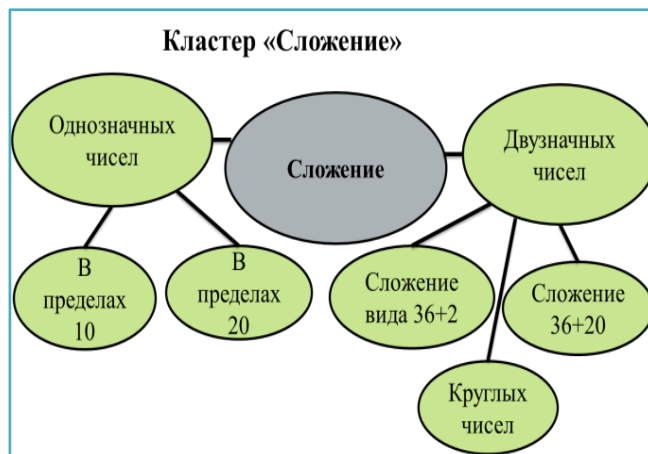 Кластер «Сложение»
Однозначных
чисел
Сложение
Двузначных
чисел
В
пределах
10
В
пределах
20
Сложение
вида 36+2
Сложение
36+20
Круглых
чисел